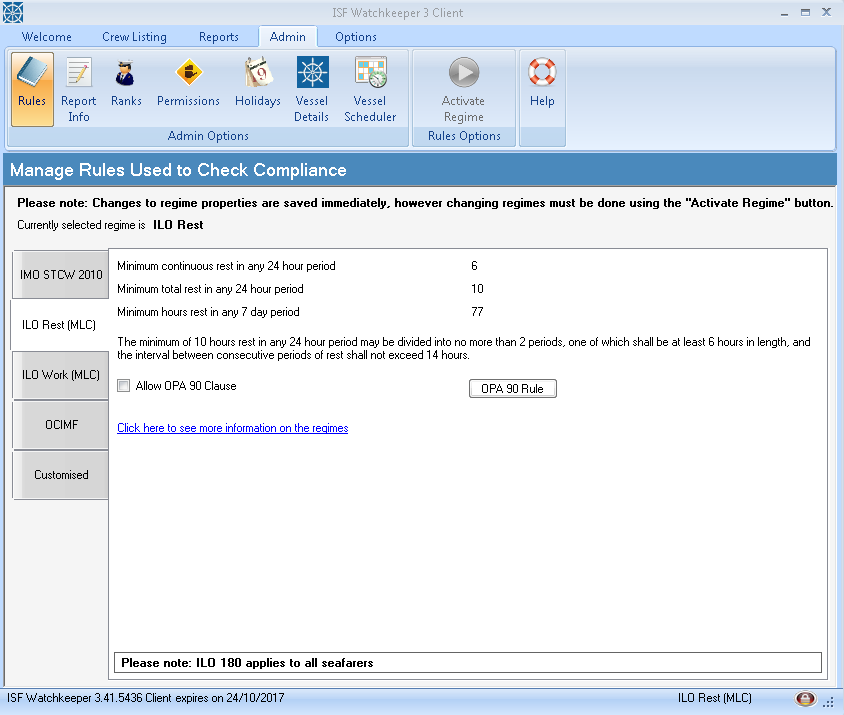 ISF Watchkeeper 3 Client
Welcome Crew Listing Reports Admin Options
Rules Report Info Ranks Permissions Holidays Vessel Details Vessel Scheduler Activate Regime Help
Admin Options Rules Options
Manage Rules Used to Check Compliance
Please note: Changes to regime properties are saved immediately, however changing regimes must be done using the "Activate Regime" button.
Currently selected regime is ILO Rest
IMO STCW 2010
ILO Rest (MLC)
ILO Work (MLC)
OCIMF
Customised
Minimum continuous rest in any 24 hour period 6
Minimum total rest in any 24 hour period 10
Minimum hours rest in any 7 day period 77
The minimum of 10 hours rest in any 24 hour period may be divided into no more than 2 periods, one of which shall be at least 6 hours in length, and
the interval between consecutive periods of rest shall not exceed 14 hours.
Allow OPA 90 Clause OPA 90 Rule
Click here to see more information on the regimes
Please note: ILO 180 applies to all seafarers
ISF Watchkeeper 3.41.5436 Client expires on 24/10/2017 ILO Rest (MLC)